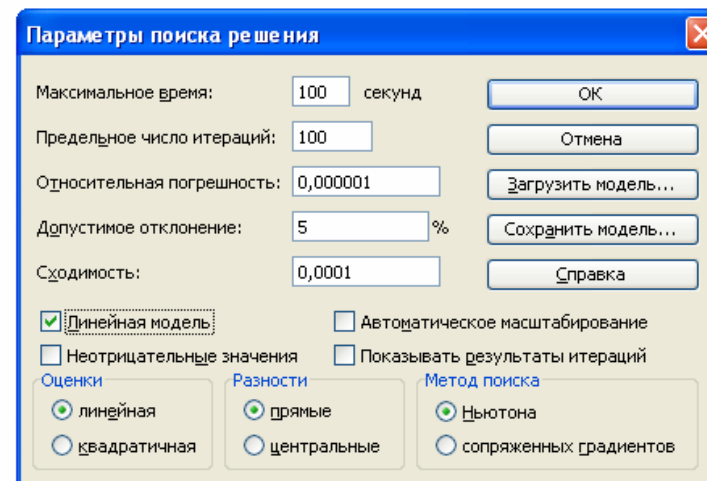 Параметры поиска решения
Максимальное время: 100 секунд ОК
Предельное число итераций: 100 Отмена
Относительная погрешность: 0,000001 Загрузить модель...
Допустимое отклонение: 5 % Сохранить модель...
Сходимость: 0,0001 Справка
Линейная модель Автоматическое масштабирование
Неотрицательные значения Показывать результаты итераций
Оценки Разности Метод поиска
линейная прямые Ньютона
квадратичная центральные сопряженных градиентов